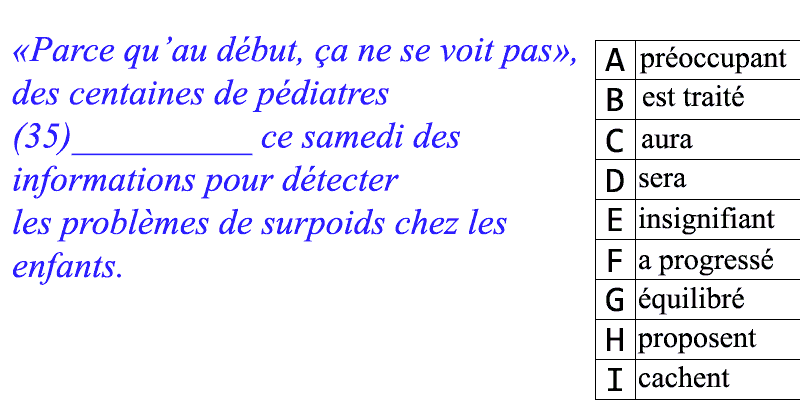 «Parce qu’au début, ça ne se voit pas»,
des centaines de pédiatres
(35)__________ ce samedi des
informations pour détecter
les problèmes de surpoids chez les
enfants.
A préoccupant
B est traité
C aura
D sera
E insignifiant
F a progressé
G équilibré
H proposent
I cachent